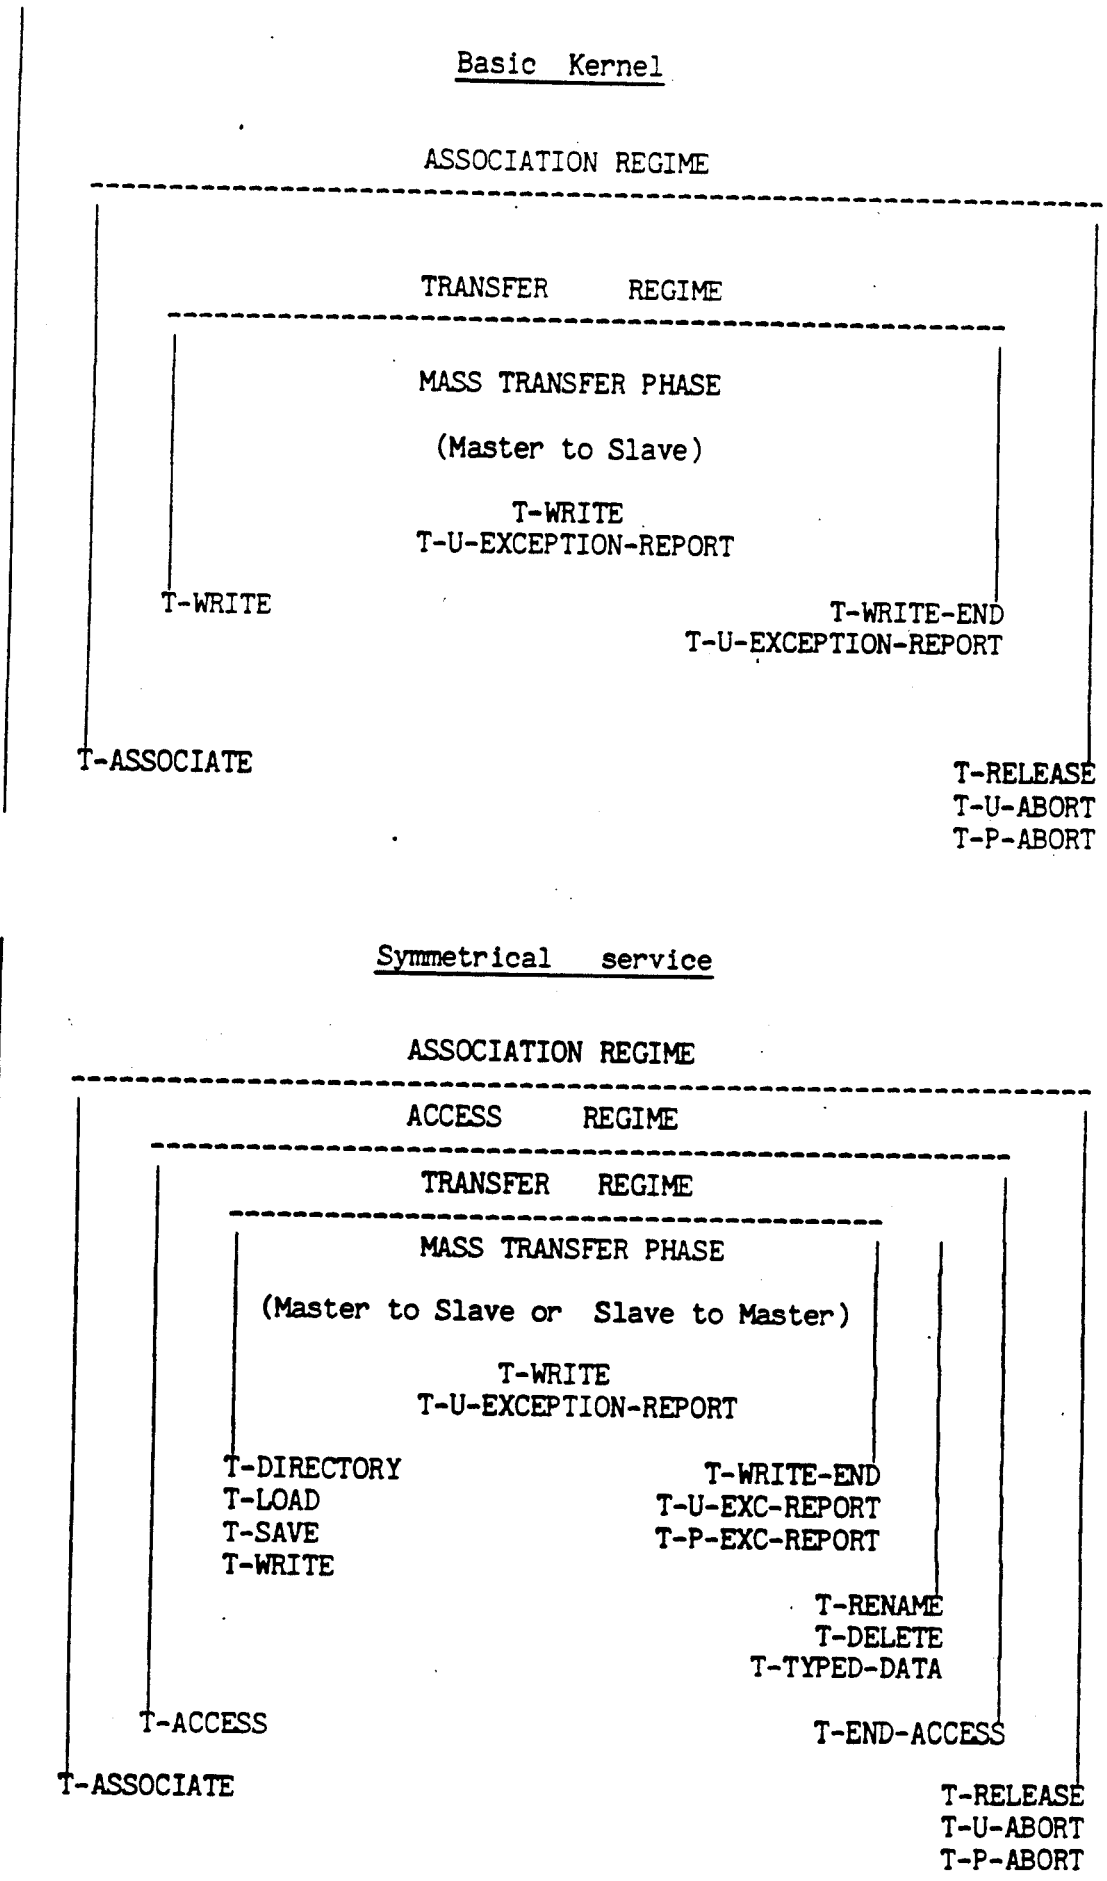 Basic Kernel
ASSOCIATION REGIME
TRANSFER REGIME
MASS TRANSFER PHASE
(Master to Slave)
T-WRITE
T-U-EXCEPTION-REPORT
T-WRITE
T-WRITE-END
T-U-EXCEPTION-REPORT
T-ASSOCIATE
T-RELEASE
T-U-ABORT
T-P-ABORT
Symmetrical service
ASSOCIATION REGIME
ACCESS REGIME
TRANSFER REGIME
MASS TRANSFER PHASE
(Master to Slave or Slave to Master)
T-WRITE
T-U-EXCEPTION-REPORT
T-DIRECTORY
T-LOAD
T-SAVE
T-WRITE
T-WRITE-END
T-U-EXC-REPORT
T-P-EXC-REPORT
T-RENAME
T-DELETE
T-TYPED-DATA
T-ACCESS
T-END-ACCESS
T-ASSOCIATE
T-RELEASE
T-U-ABORT
T-P-ABORT